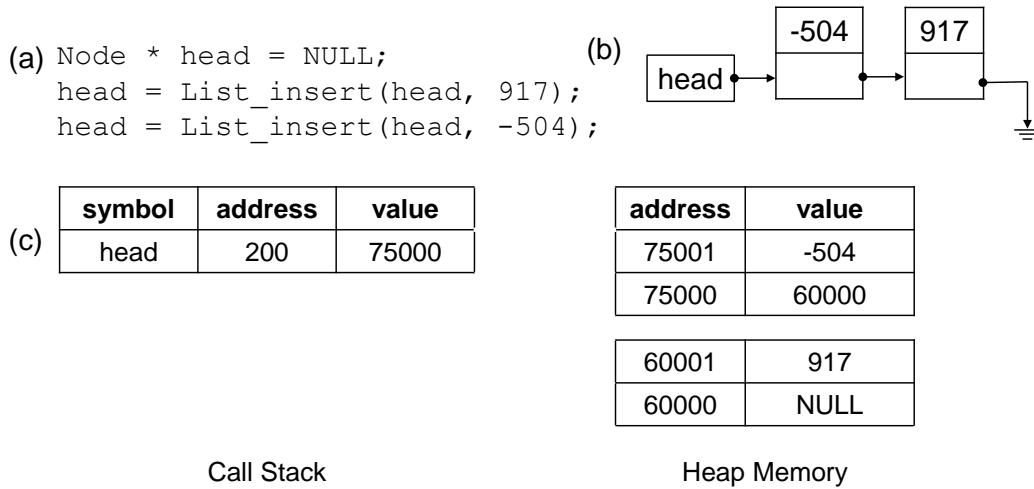 (a) Node * head = NULL;
head = List_insert(head, 917);
head = List_insert(head, -504);
(b)
head
-504
917
(c)
symbol address value
head 200 75000
address value
75001 -504
75000 60000
60001 917
60000 NULL
Call Stack
Heap Memory